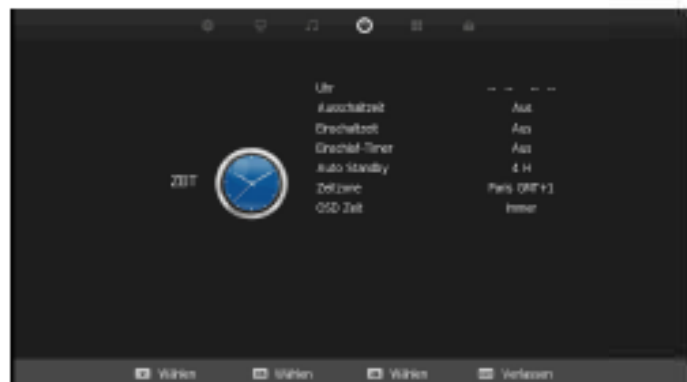 Uhr -- -- -- --
Ausschaltzeit Aus
Einschaltzeit Aus
Einschlaf-Timer Aus
Auto Standby 4 H
Zeitzone Paris GMT+1
OSD Zeit Immer
ZEIT
Wählen Wählen Wählen Verlassen